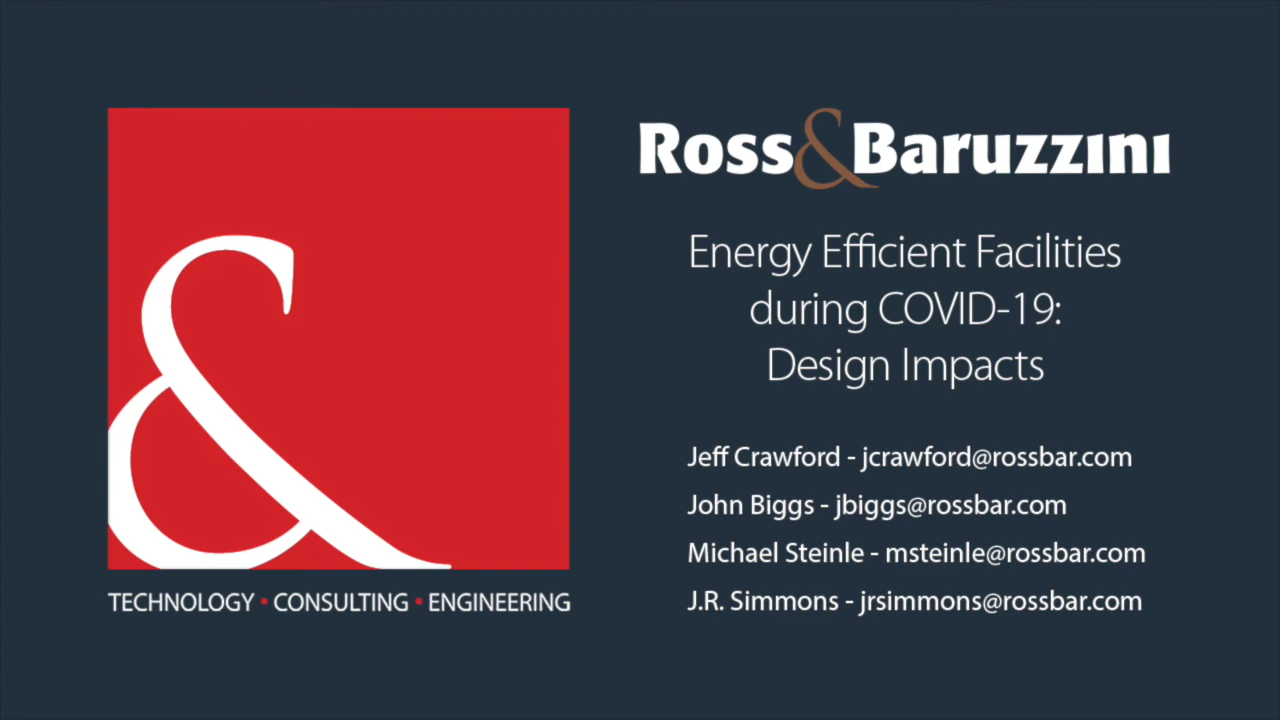 &
TECHNOLOGY • CONSULTING • ENGINEERING
Ross&Baruzzini
Energy Efficient Facilities
during COVID-19:
Design Impacts
Jeff Crawford - jcrawford@rossbar.com
John Biggs - jbiggs@rossbar.com
Michael Steinle - msteinle@rossbar.com
J.R. Simmons - jrsimmons@rossbar.com